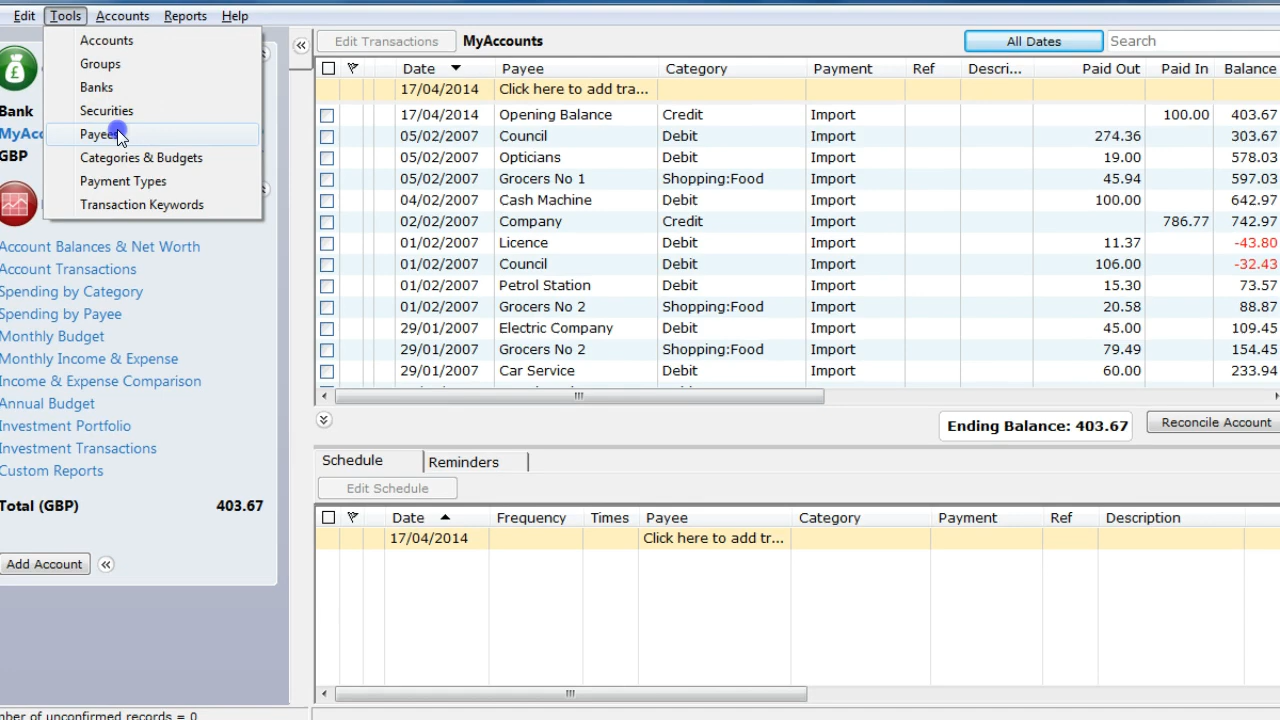 Edit Tools Accounts Reports Help
Accounts
Groups
Banks
Securities
Payees
Categories & Budgets
Payment Types
Transaction Keywords
Bank
MyAcc
GBP
Account Balances & Net Worth
Account Transactions
Spending by Category
Spending by Payee
Monthly Budget
Monthly Income & Expense
Income & Expense Comparison
Annual Budget
Investment Portfolio
Investment Transactions
Custom Reports
Total (GBP) 403.67
Add Account
Edit Transactions MyAccounts All Dates Search
Date Payee Category Payment Ref Descri... Paid Out Paid In Balance
17/04/2014 Click here to add tra...
17/04/2014 Opening Balance Credit Import 100.00 403.67
05/02/2007 Council Debit Import 274.36 303.67
05/02/2007 Opticians Debit Import 19.00 578.03
05/02/2007 Grocers No 1 Shopping:Food Import 45.94 597.03
04/02/2007 Cash Machine Debit Import 100.00 642.97
02/02/2007 Company Credit Import 786.77 742.97
01/02/2007 Licence Debit Import 11.37 -43.80
01/02/2007 Council Debit Import 106.00 -32.43
01/02/2007 Petrol Station Debit Import 15.30 73.57
01/02/2007 Grocers No 2 Shopping:Food Import 20.58 88.87
29/01/2007 Electric Company Debit Import 45.00 109.45
29/01/2007 Grocers No 2 Shopping:Food Import 79.49 154.45
29/01/2007 Car Service Debit Import 60.00 233.94
Ending Balance: 403.67 Reconcile Account
Schedule Reminders
Edit Schedule
Date Frequency Times Payee Category Payment Ref Description
17/04/2014 Click here to add tr...
mber of unconfirmed records = 0